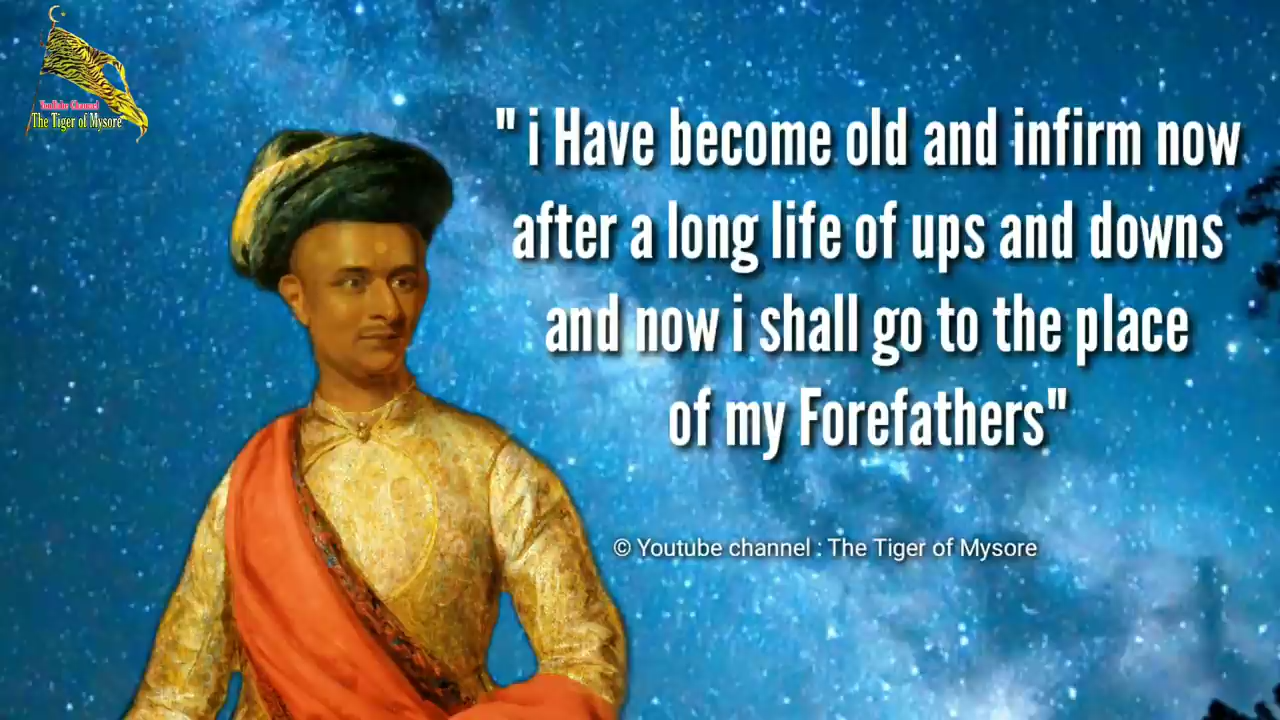 YouTube Channel
The Tiger of Mysore
" i Have become old and infirm now
after a long life of ups and downs
and now i shall go to the place
of my Forefathers"
© Youtube channel : The Tiger of Mysore